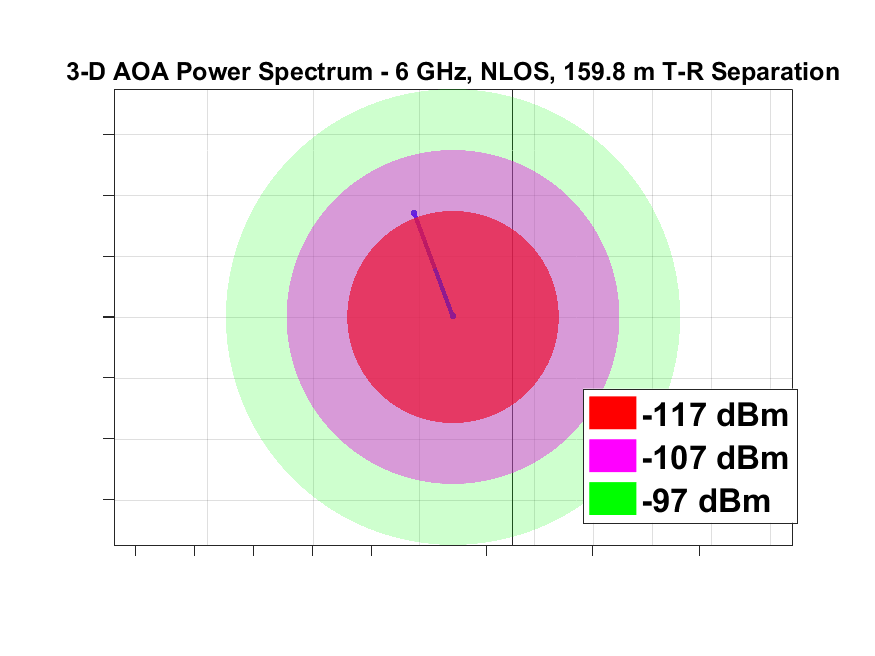 3-D AOA Power Spectrum - 6 GHz, NLOS, 159.8 m T-R Separation
-117 dBm
-107 dBm
-97 dBm